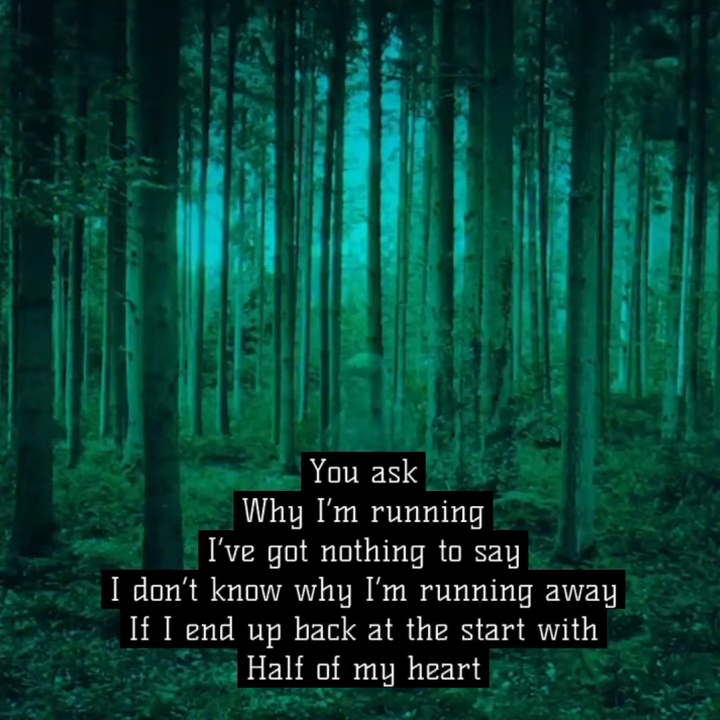 You ask
Why I'm running
I've got nothing to say
I don't know why I'm running away
If I end up back at the start with
Half of my heart